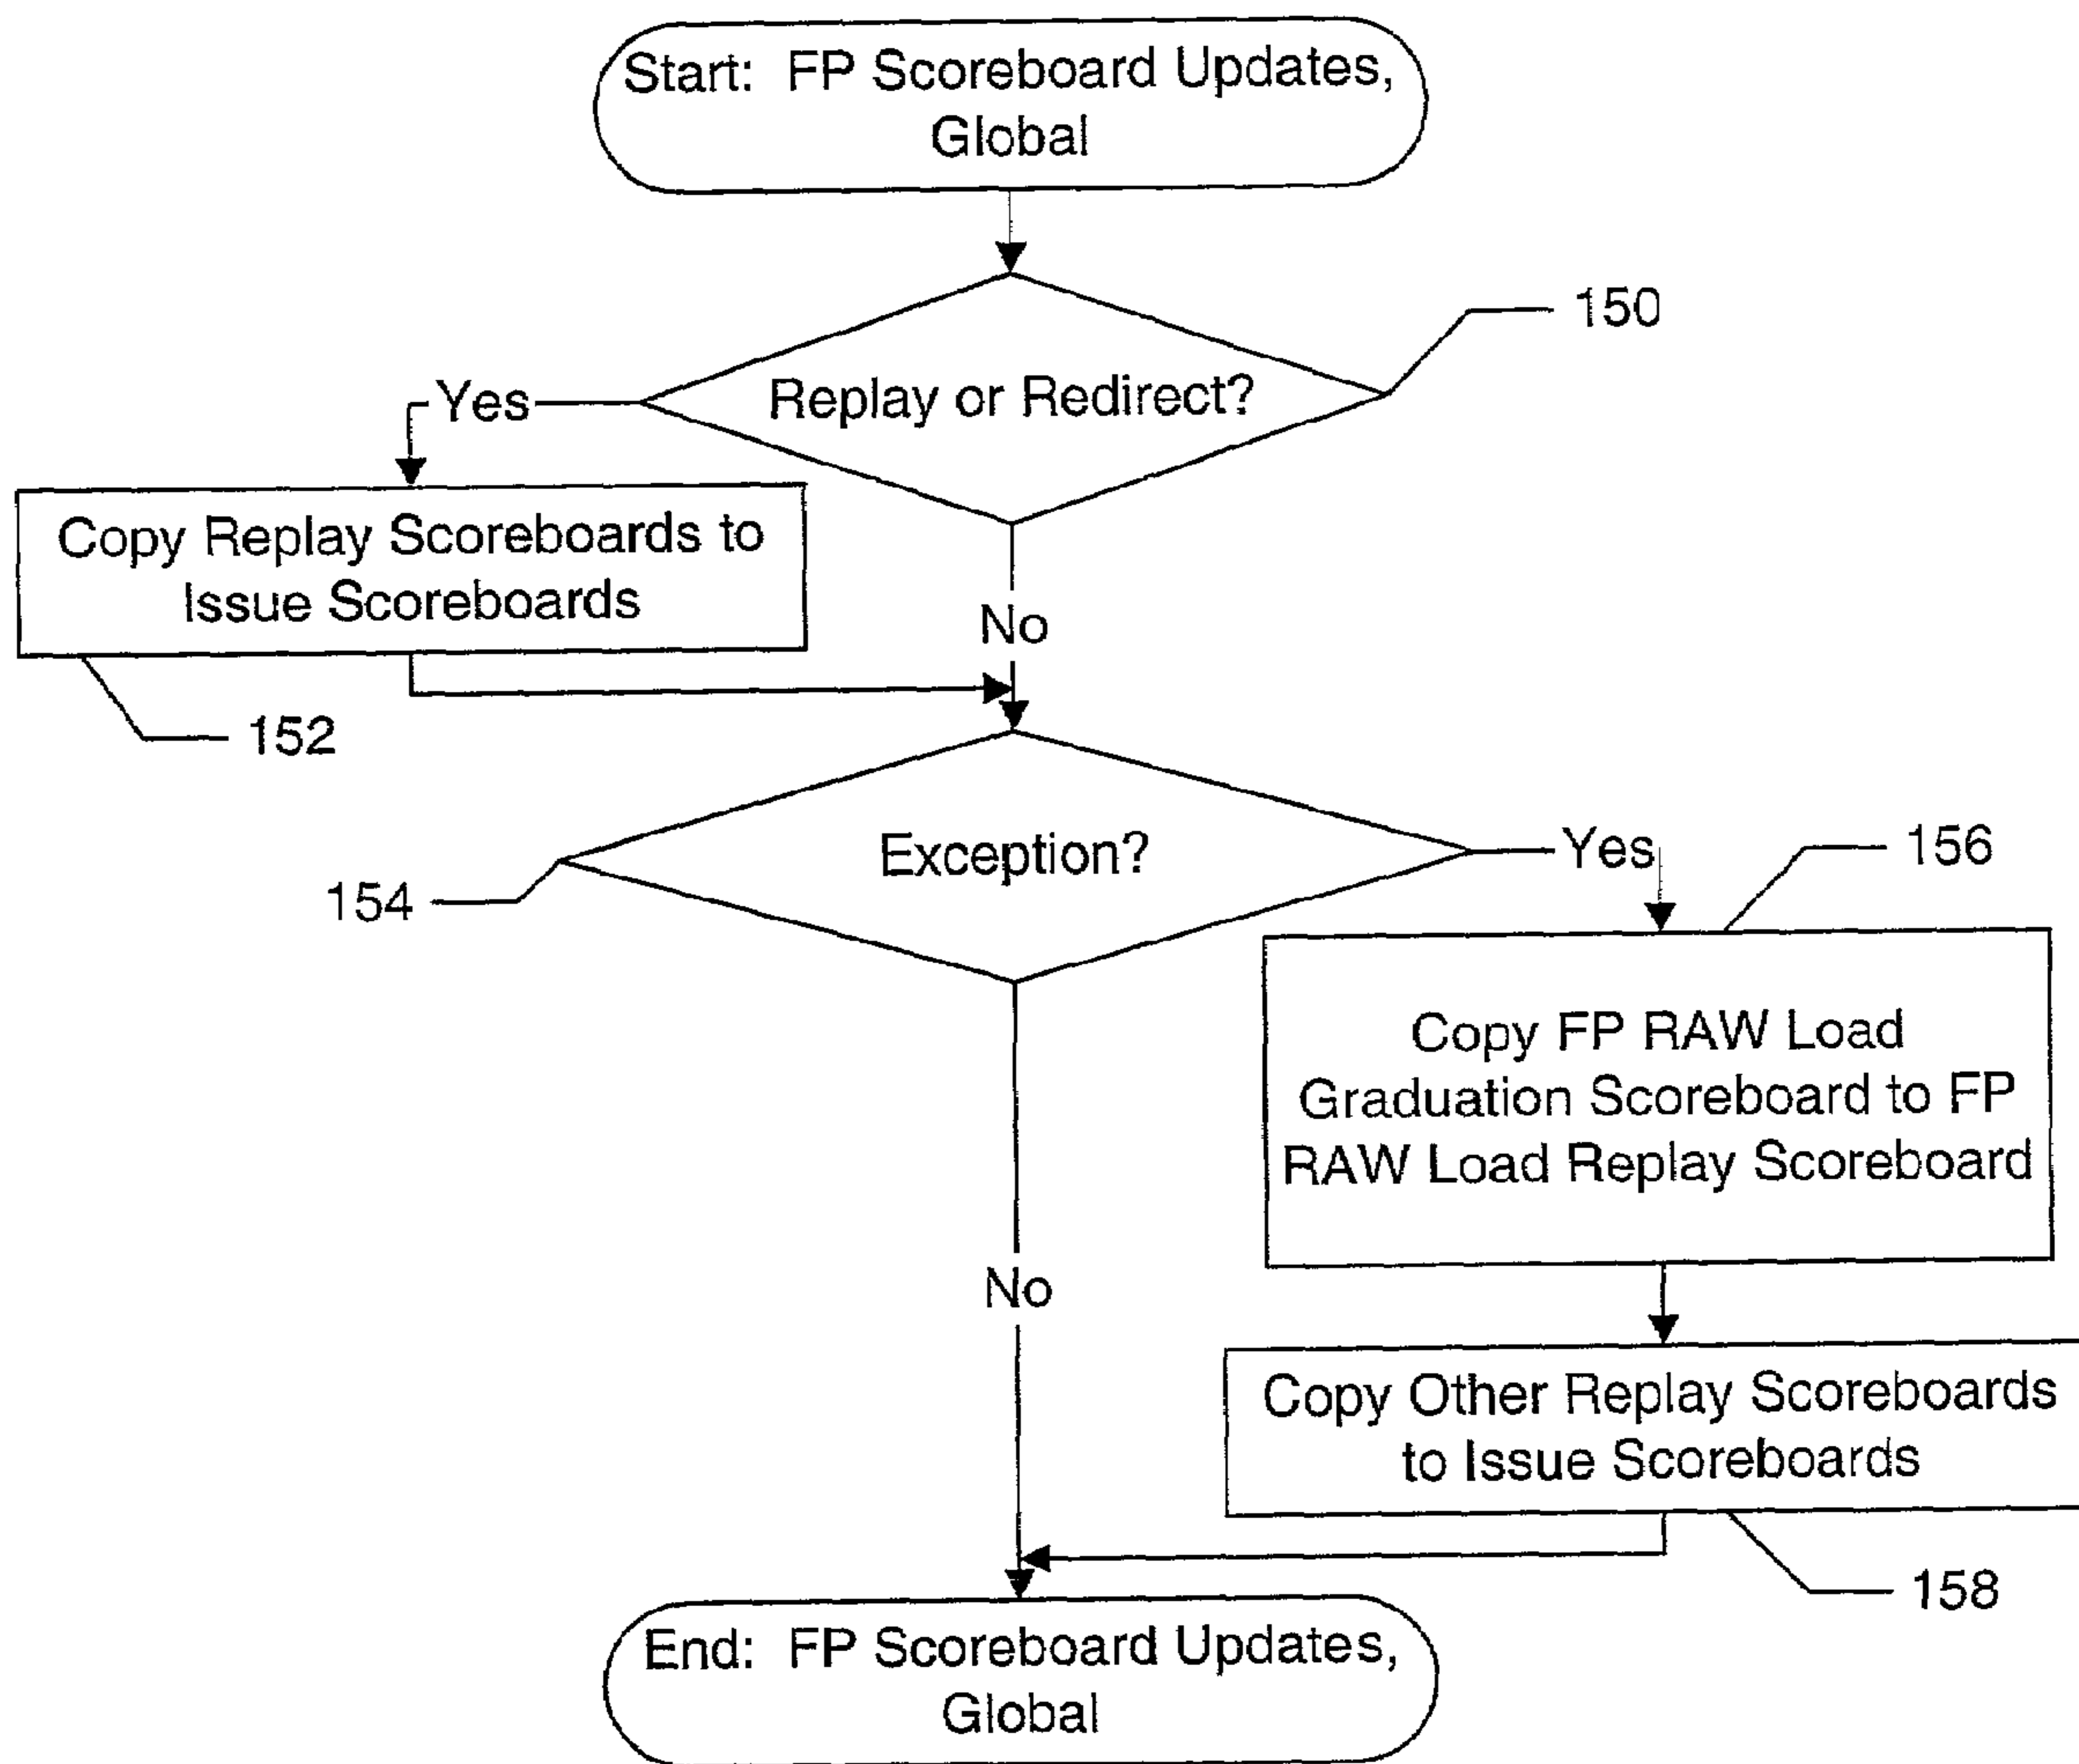 Start: FP Scoreboard Updates,
Global
150
Replay or Redirect?
Yes
Copy Replay Scoreboards to
Issue Scoreboards
No
152
Exception?
Yes
156
154
Copy FP RAW Load
Graduation Scoreboard to FP
RAW Load Replay Scoreboard
No
Copy Other Replay Scoreboards
to Issue Scoreboards
158
End: FP Scoreboard Updates,
Global